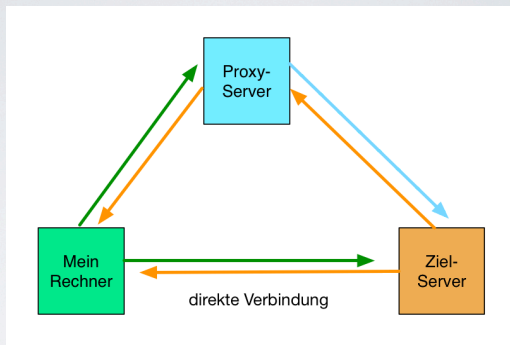 Proxy-
Server
Mein
Rechner
Ziel-
Server
direkte Verbindung